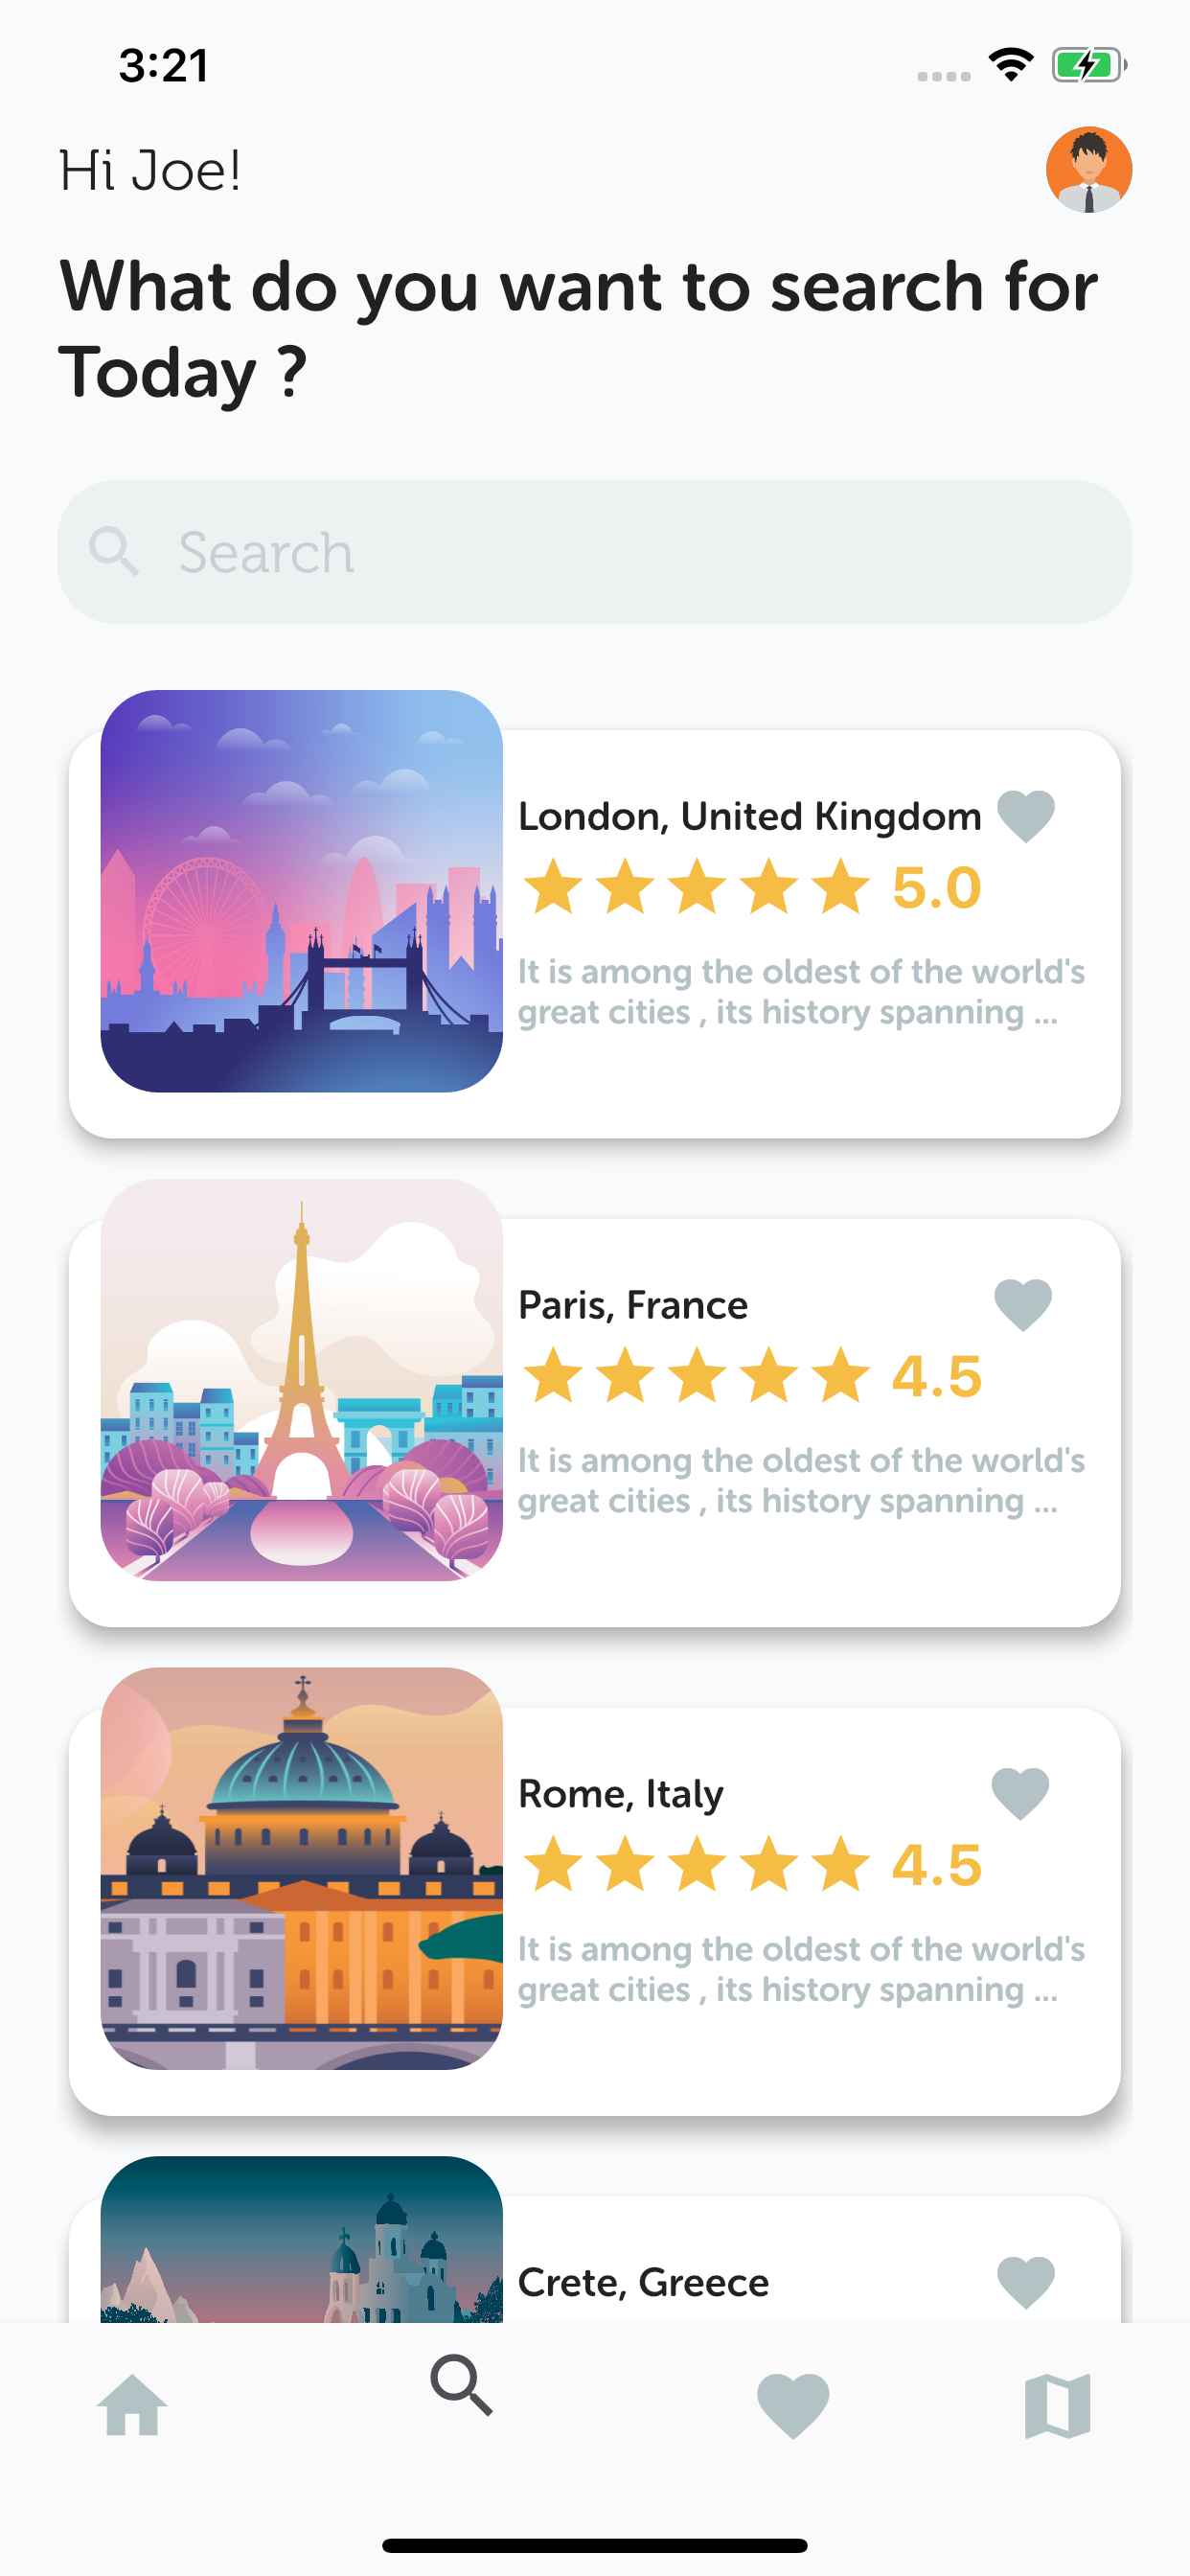 3:21
Hi Joe!
What do you want to search for
Today ?
Search
London, United Kingdom
5.0
It is among the oldest of the world's
great cities , its history spanning ...
Paris, France
4.5
It is among the oldest of the world's
great cities , its history spanning ...
Rome, Italy
4.5
It is among the oldest of the world's
great cities , its history spanning ...
Crete, Greece